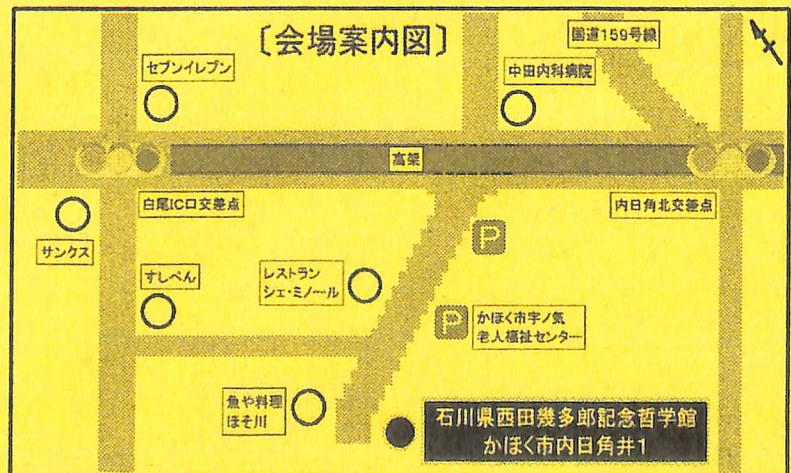 〔会場案内図〕
国道159号線
セブンイレブン
中田内科病院
高架
白尾IC口交差点
内日角北交差点
サンクス
すしべん
レストラン
シェ・ミノ～ル
P
P
かほく市宇ノ気
老人福祉センター
魚や料理
ほそ川
石川県西田幾多郎記念哲学館
かほく市内日角井1